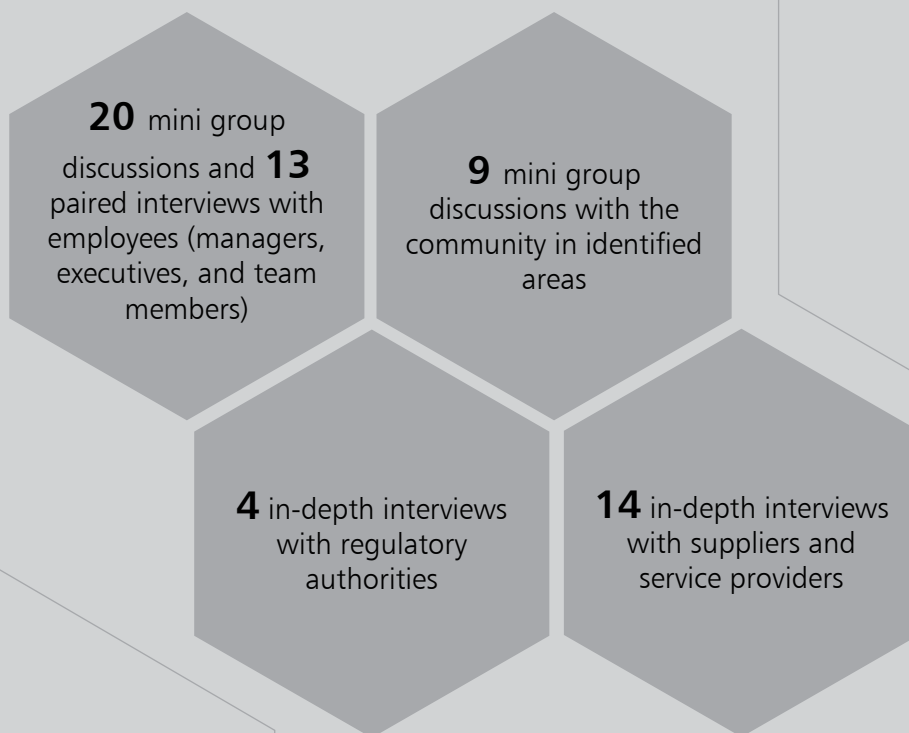 20 mini group
discussions and 13
paired interviews with
employees (managers,
executives, and team
members)
9 mini group
discussions with the
community in identified
areas
4 in-depth interviews
with regulatory
authorities
14 in-depth interviews
with suppliers and
service providers